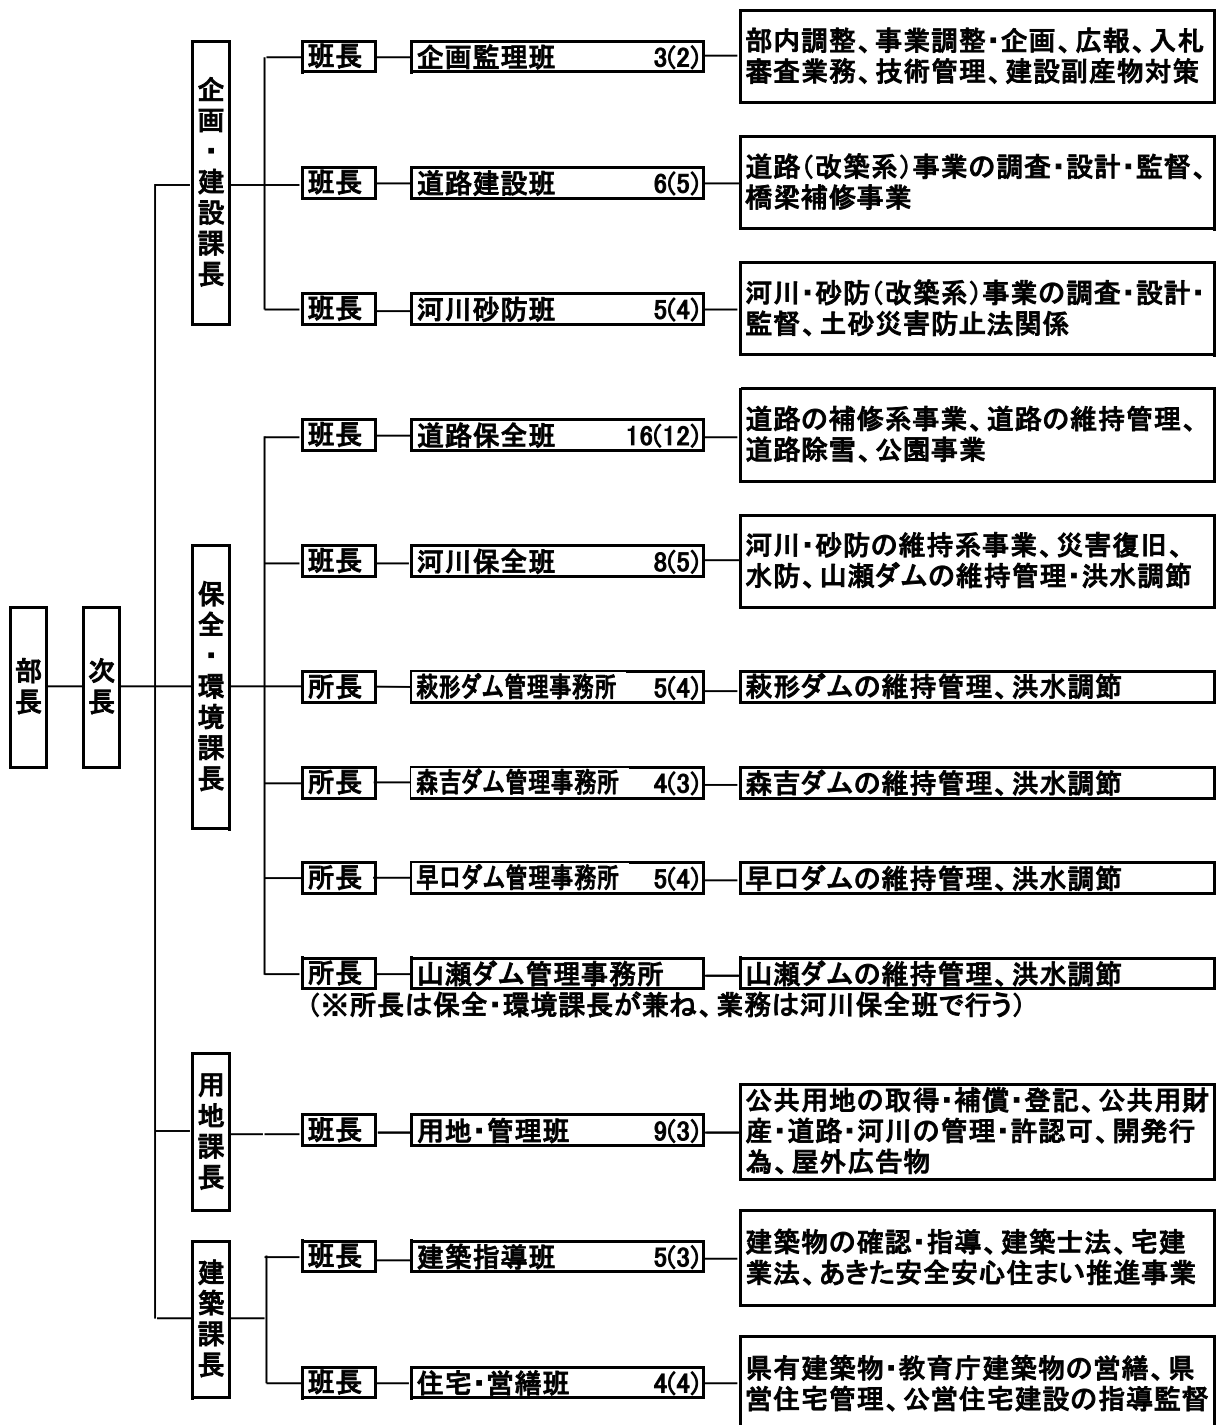 部長
次長
企画・建設課長
班長 企画監理班 3(2)
部内調整、事業調整・企画、広報、入札
審査業務、技術管理、建設副産物対策
班長 道路建設班 6(5)
道路(改築系)事業の調査・設計・監督、
橋梁補修事業
班長 河川砂防班 5(4)
河川・砂防(改築系)事業の調査・設計・
監督、土砂災害防止法関係
保全・環境課長
班長 道路保全班 16(12)
道路の補修系事業、道路の維持管理、
道路除雪、公園事業
班長 河川保全班 8(5)
河川・砂防の維持系事業、災害復旧、
水防、山瀬ダムの維持管理・洪水調節
所長 萩形ダム管理事務所 5(4) 萩形ダムの維持管理、洪水調節
所長 森吉ダム管理事務所 4(3) 森吉ダムの維持管理、洪水調節
所長 早口ダム管理事務所 5(4) 早口ダムの維持管理、洪水調節
所長 山瀬ダム管理事務所 山瀬ダムの維持管理、洪水調節
(※所長は保全・環境課長が兼ね、業務は河川保全班で行う)
用地課長
班長 用地・管理班 9(3)
公共用地の取得・補償・登記、公共用財
産・道路・河川の管理・許認可、開発行
為、屋外広告物
建築課長
班長 建築指導班 5(3)
建築物の確認・指導、建築士法、宅建
業法、あきた安全安心住まい推進事業
班長 住宅・営繕班 4(4)
県有建築物・教育庁建築物の営繕、県
営住宅管理、公営住宅建設の指導監督